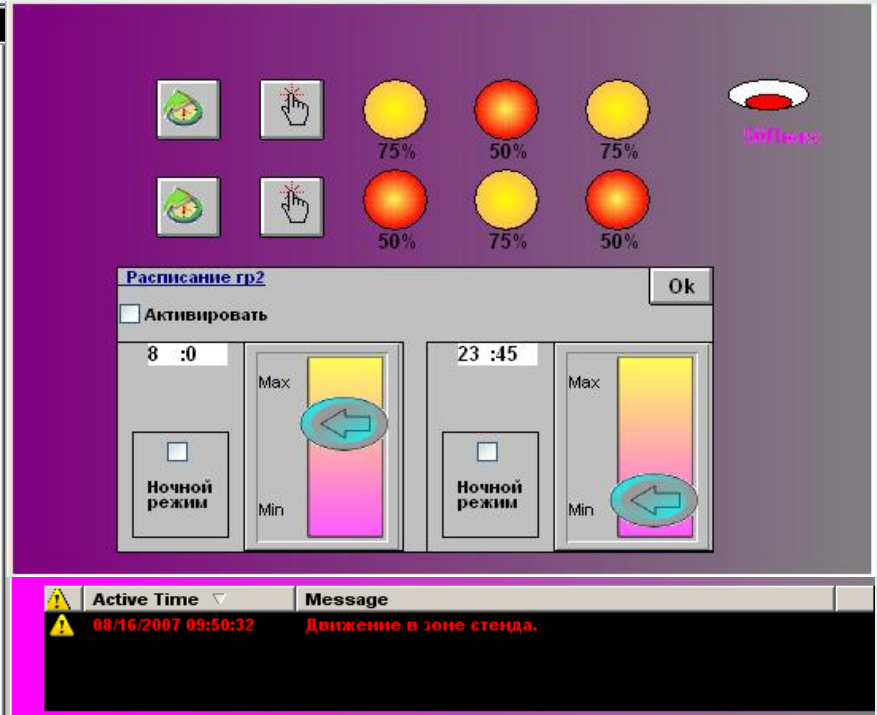 75% 50% 75%
50% 75% 50%
Расписание гр2
Ok
Активировать
8 :0
23 :45
Max
Min
Ночной
режим
Max
Min
Ночной
режим
Active Time Message
08/16/2007 09:50:32 Движение в зоне стенда.